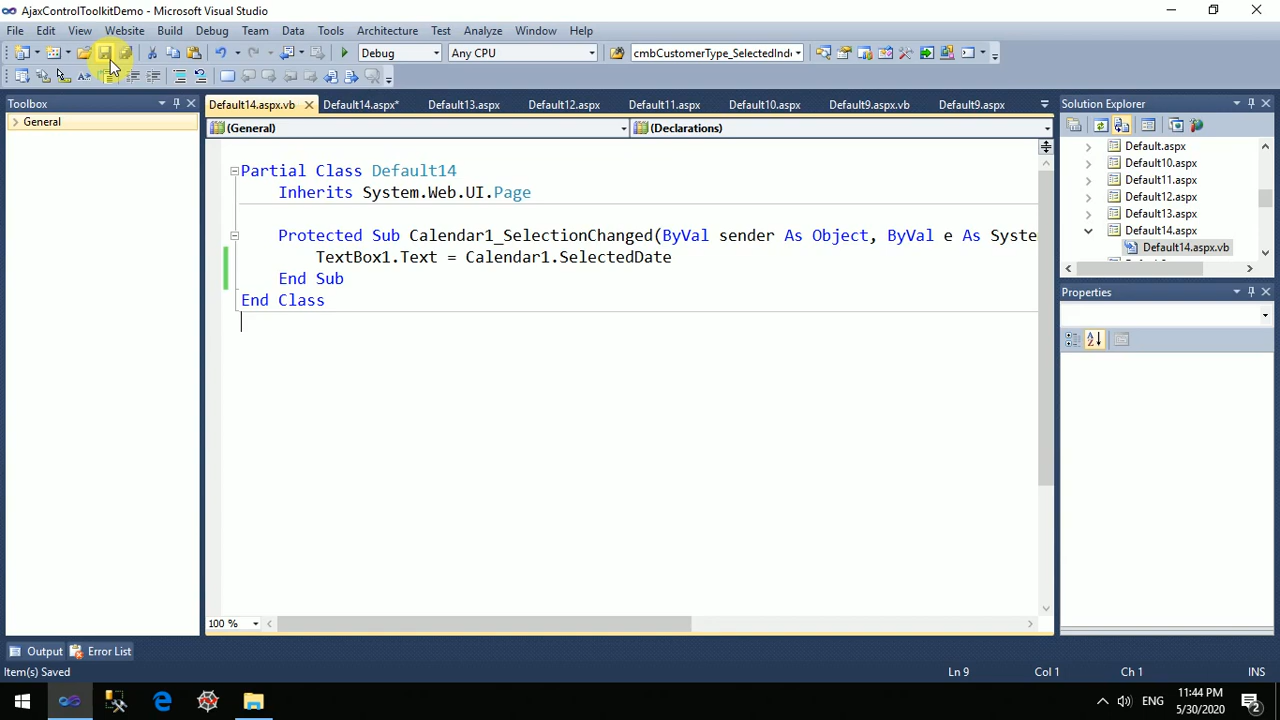 AjaxControlToolkitDemo - Microsoft Visual Studio
File Edit View Website Build Debug Team Data Tools Architecture Test Analyze Window Help
Debug Any CPU cmbCustomerType_SelectedInd
Toolbox
General
Default14.aspx.vb Default14.aspx* Default13.aspx Default12.aspx Default11.aspx Default10.aspx Default9.aspx.vb Default9.aspx
(General) (Declarations)
Partial Class Default14
Inherits System.Web.UI.Page
Protected Sub Calendar1_SelectionChanged(ByVal sender As Object, ByVal e As Syste
TextBox1.Text = Calendar1.SelectedDate
End Sub
End Class
100 %
Solution Explorer
Default.aspx
Default10.aspx
Default11.aspx
Default12.aspx
Default13.aspx
Default14.aspx
Default14.aspx.vb
Properties
Output Error List
Item(s) Saved Ln 9 Col 1 Ch 1 INS
ENG
11:44 PM
5/30/2020
2